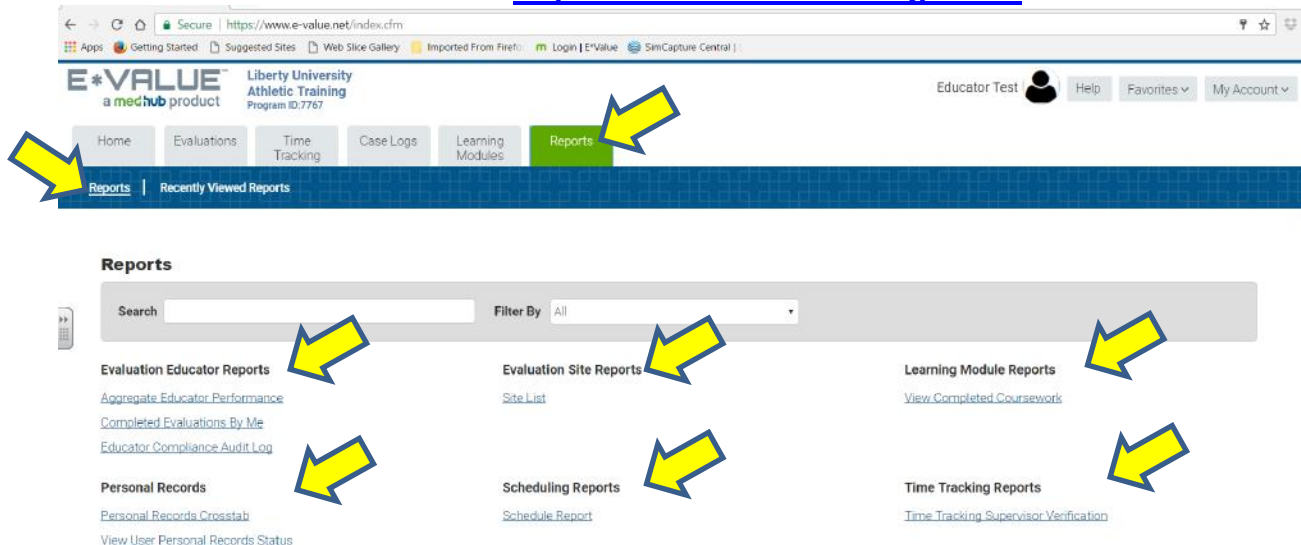 Secure | https://www.e-value.net/index.cfm
Apps Getting Started Suggested Sites Web Slice Gallery Imported From Firefo Login | E*Value SimCapture Central |
E*VALUE™
a medhub product
Liberty University
Athletic Training
Program ID:7767
Educator Test Help Favorites My Account
Home Evaluations Time Tracking Case Logs Learning Modules Reports
Reports | Recently Viewed Reports
Reports
Search Filter By All
Evaluation Educator Reports Evaluation Site Reports Learning Module Reports
Aggregate Educator Performance Site List View Completed Coursework
Completed Evaluations By Me
Educator Compliance Audit Log
Personal Records Scheduling Reports Time Tracking Reports
Personal Records Crosstab Schedule Report Time Tracking Supervisor Verification
View User Personal Records Status